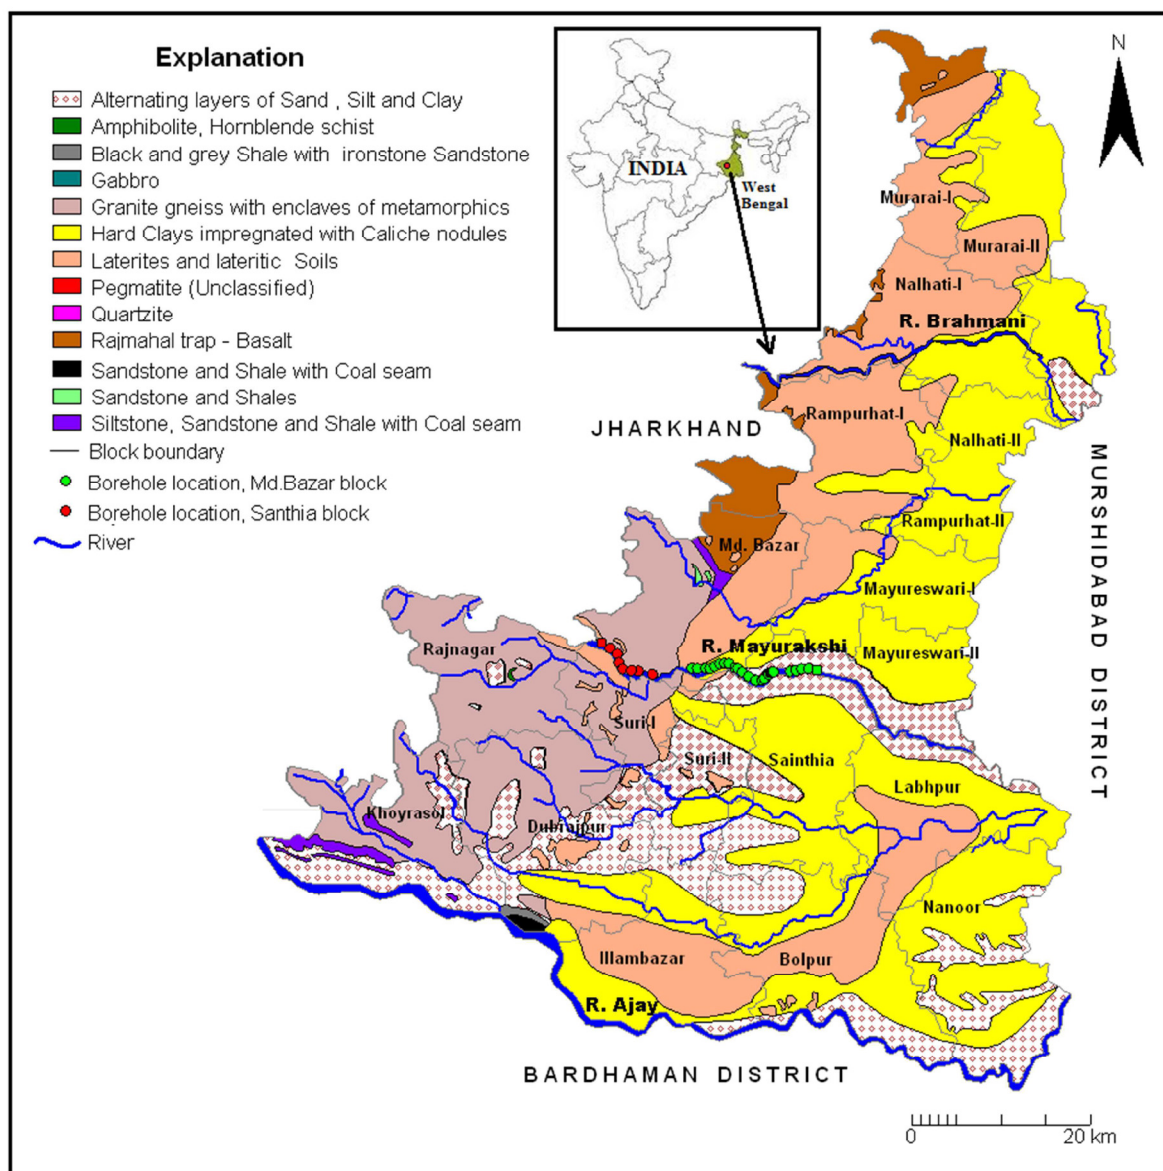 Explanation
Alternating layers of Sand , Silt and Clay
Amphibolite, Hornblende schist
Black and grey Shale with ironstone Sandstone
Gabbro
Granite gneiss with enclaves of metamorphics
Hard Clays impregnated with Caliche nodules
Laterites and lateritic Soils
Pegmatite (Unclassified)
Quartzite
Rajmahal trap - Basalt
Sandstone and Shale with Coal seam
Sandstone and Shales
Siltstone, Sandstone and Shale with Coal seam
Block boundary
Borehole location, Md.Bazar block
Borehole location, Santhia block
River
INDIA
West
Bengal
N
Murarai-I
Murarai-II
Nalhati-I
R. Brahmani
JHARKHAND
Rampurhat-I
Nalhati-II
MURSHIDABAD DISTRICT
Rampurhat-II
Md. Bazar
Mayureswari-I
R. Mayurakshi
Mayureswari-II
Rajnagar
Suri-I
Suri-II
Sainthia
Labhpur
Khoyrasol
Dubrajpur
Nanoor
Illambazar
Bolpur
R. Ajay
BARDHAMAN DISTRICT
0
20 km